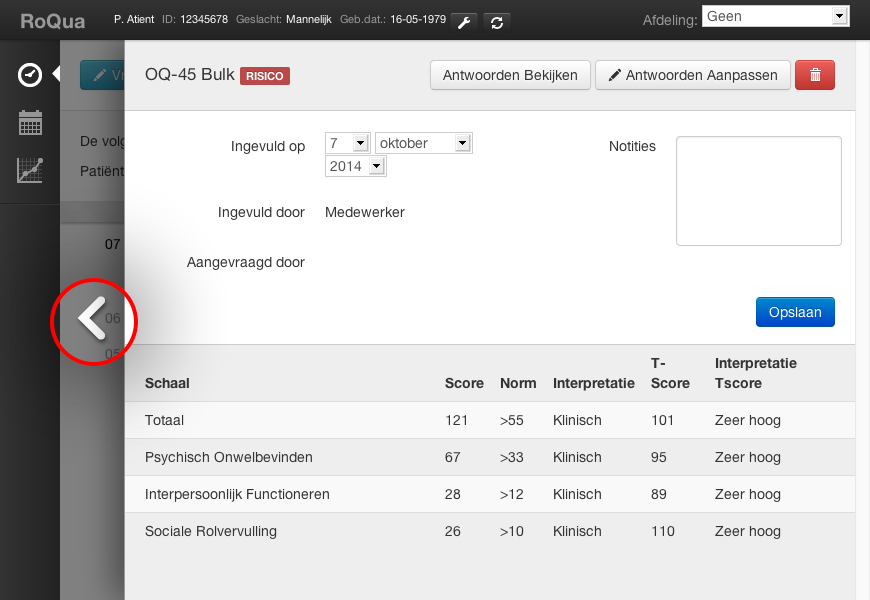 RoQua P. Atient ID: 12345678 Geslacht: Mannelijk Geb.dat.: 16-05-1979 Afdeling: Geen
OQ-45 Bulk RISICO Antwoorden Bekijken Antwoorden Aanpassen
De volg
Patiënt
Ingevuld op 7 oktober
2014
Notities
Ingevuld door Medewerker
07
Aangevraagd door
Opslaan
06
05
Schaal Score Norm Interpretatie T-Score Interpretatie Tscore
Totaal 121 >55 Klinisch 101 Zeer hoog
Psychisch Onwelbevinden 67 >33 Klinisch 95 Zeer hoog
Interpersoonlijk Functioneren 28 >12 Klinisch 89 Zeer hoog
Sociale Rolvervulling 26 >10 Klinisch 110 Zeer hoog